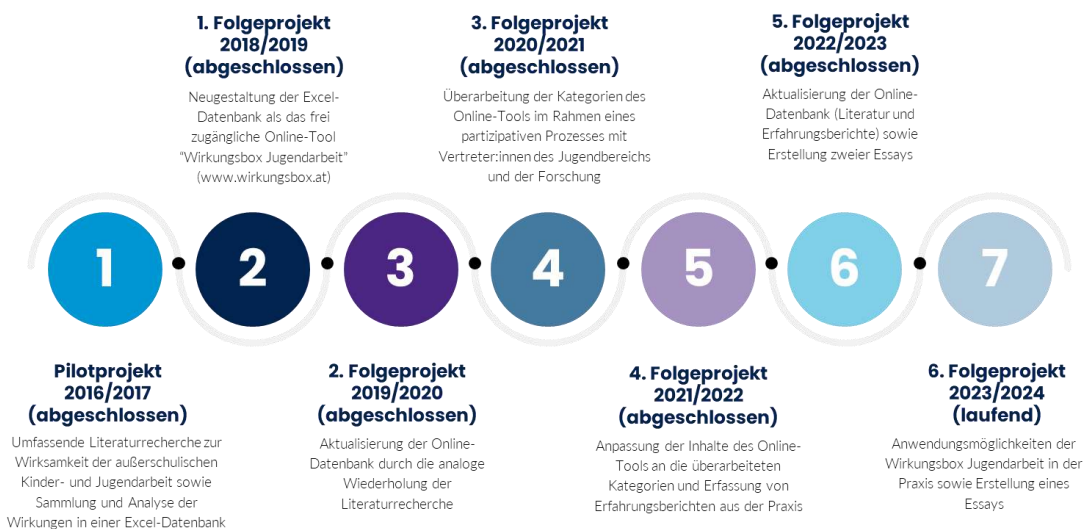 1. Folgeprojekt
2018/2019
(abgeschlossen)
Neugestaltung der Excel-
Datenbank als das frei
zugängliche Online-Tool
"Wirkungsbox Jugendarbeit"
(www.wirkungsbox.at)
3. Folgeprojekt
2020/2021
(abgeschlossen)
Überarbeitung der Kategorien des
Online-Tools im Rahmen eines
partizipativen Prozesses mit
Vertreter:innen des Jugendbereichs
und der Forschung
5. Folgeprojekt
2022/2023
(abgeschlossen)
Aktualisierung der Online-
Datenbank (Literatur und
Erfahrungsberichte) sowie
Erstellung zweier Essays
1
2
3
4
5
6
7
Pilotprojekt
2016/2017
(abgeschlossen)
Umfassende Literaturrecherche zur
Wirksamkeit der außerschulischen
Kinder- und Jugendarbeit sowie
Sammlung und Analyse der
Wirkungen in einer Excel-Datenbank
2. Folgeprojekt
2019/2020
(abgeschlossen)
Aktualisierung der Online-
Datenbank durch die analoge
Wiederholung der
Literaturrecherche
4. Folgeprojekt
2021/2022
(abgeschlossen)
Anpassung der Inhalte des Online-
Tools an die überarbeiteten
Kategorien und Erfassung von
Erfahrungsberichten aus der Praxis
6. Folgeprojekt
2023/2024
(laufend)
Anwendungsmöglichkeiten der
Wirkungsbox Jugendarbeit in der
Praxis sowie Erstellung eines
Essays